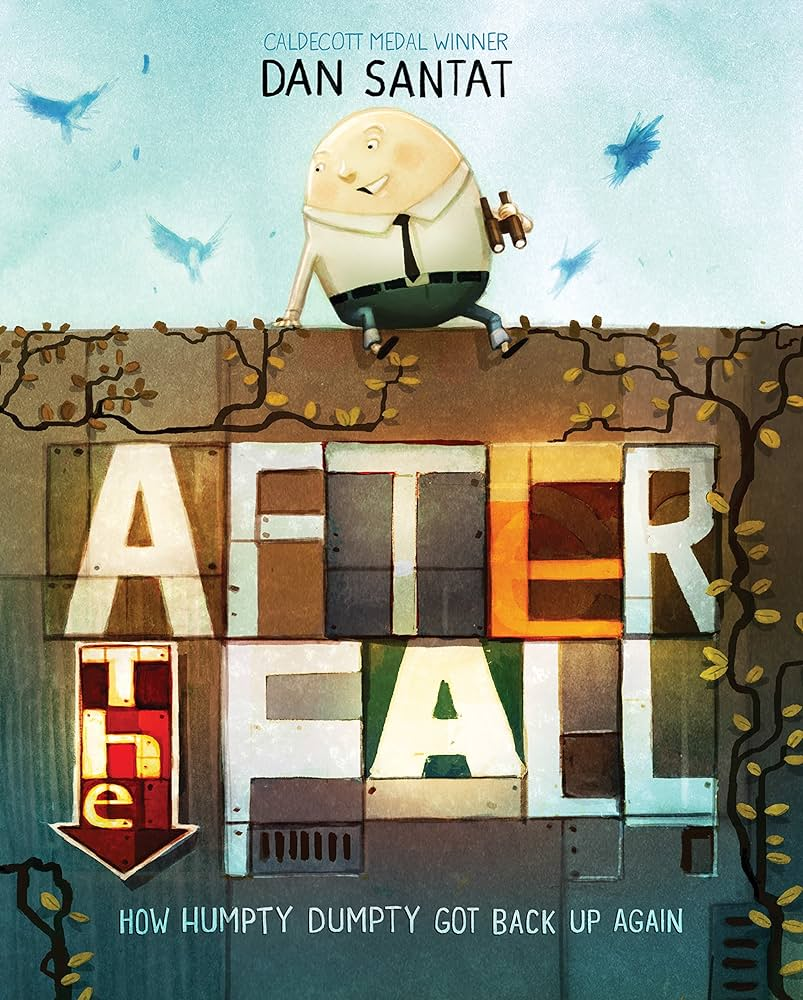 CALDECOTT MEDAL WINNER
DAN SANTAT
AFTER
The
FALL
HOW HUMPTY DUMPTY GOT BACK UP AGAIN